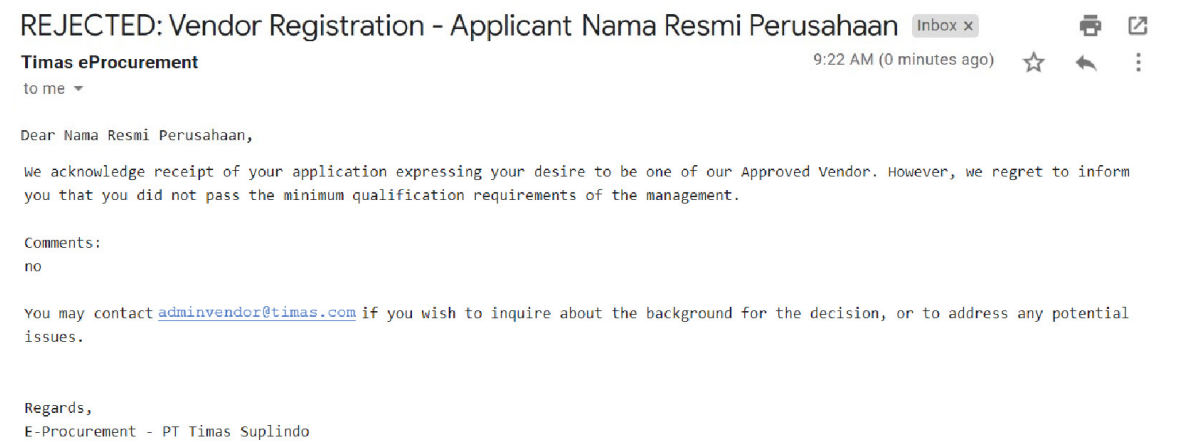 REJECTED: Vendor Registration - Applicant Nama Resmi Perusahaan Inbox x
Timas eProcurement 9:22 AM (0 minutes ago)
to me
Dear Nama Resmi Perusahaan,
We acknowledge receipt of your application expressing your desire to be one of our Approved Vendor. However, we regret to inform
you that you did not pass the minimum qualification requirements of the management.
Comments:
no
You may contact adminvendor@timas.com if you wish to inquire about the background for the decision, or to address any potential
issues.
Regards,
E-Procurement - PT Timas Suplindo